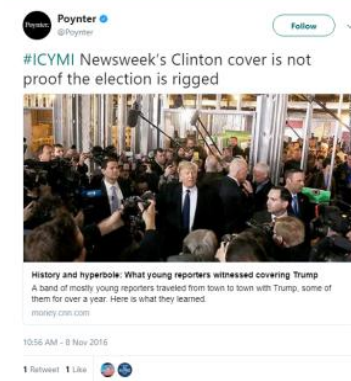 Poynter.
Poynter
@Poynter
Follow
#ICYMI Newsweek's Clinton cover is not
proof the election is rigged
History and hyperbole: What young reporters witnessed covering Trump
A band of mostly young reporters traveled from town to town with Trump, some of
them for over a year. Here is what they learned.
money.cnn.com
10:56 AM - 8 Nov 2016
1 Retweet 1 Like